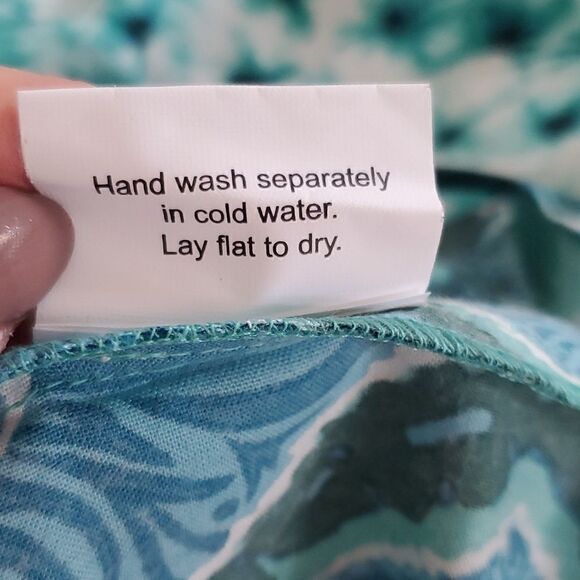 Hand wash separately
in cold water.
Lay flat to dry.